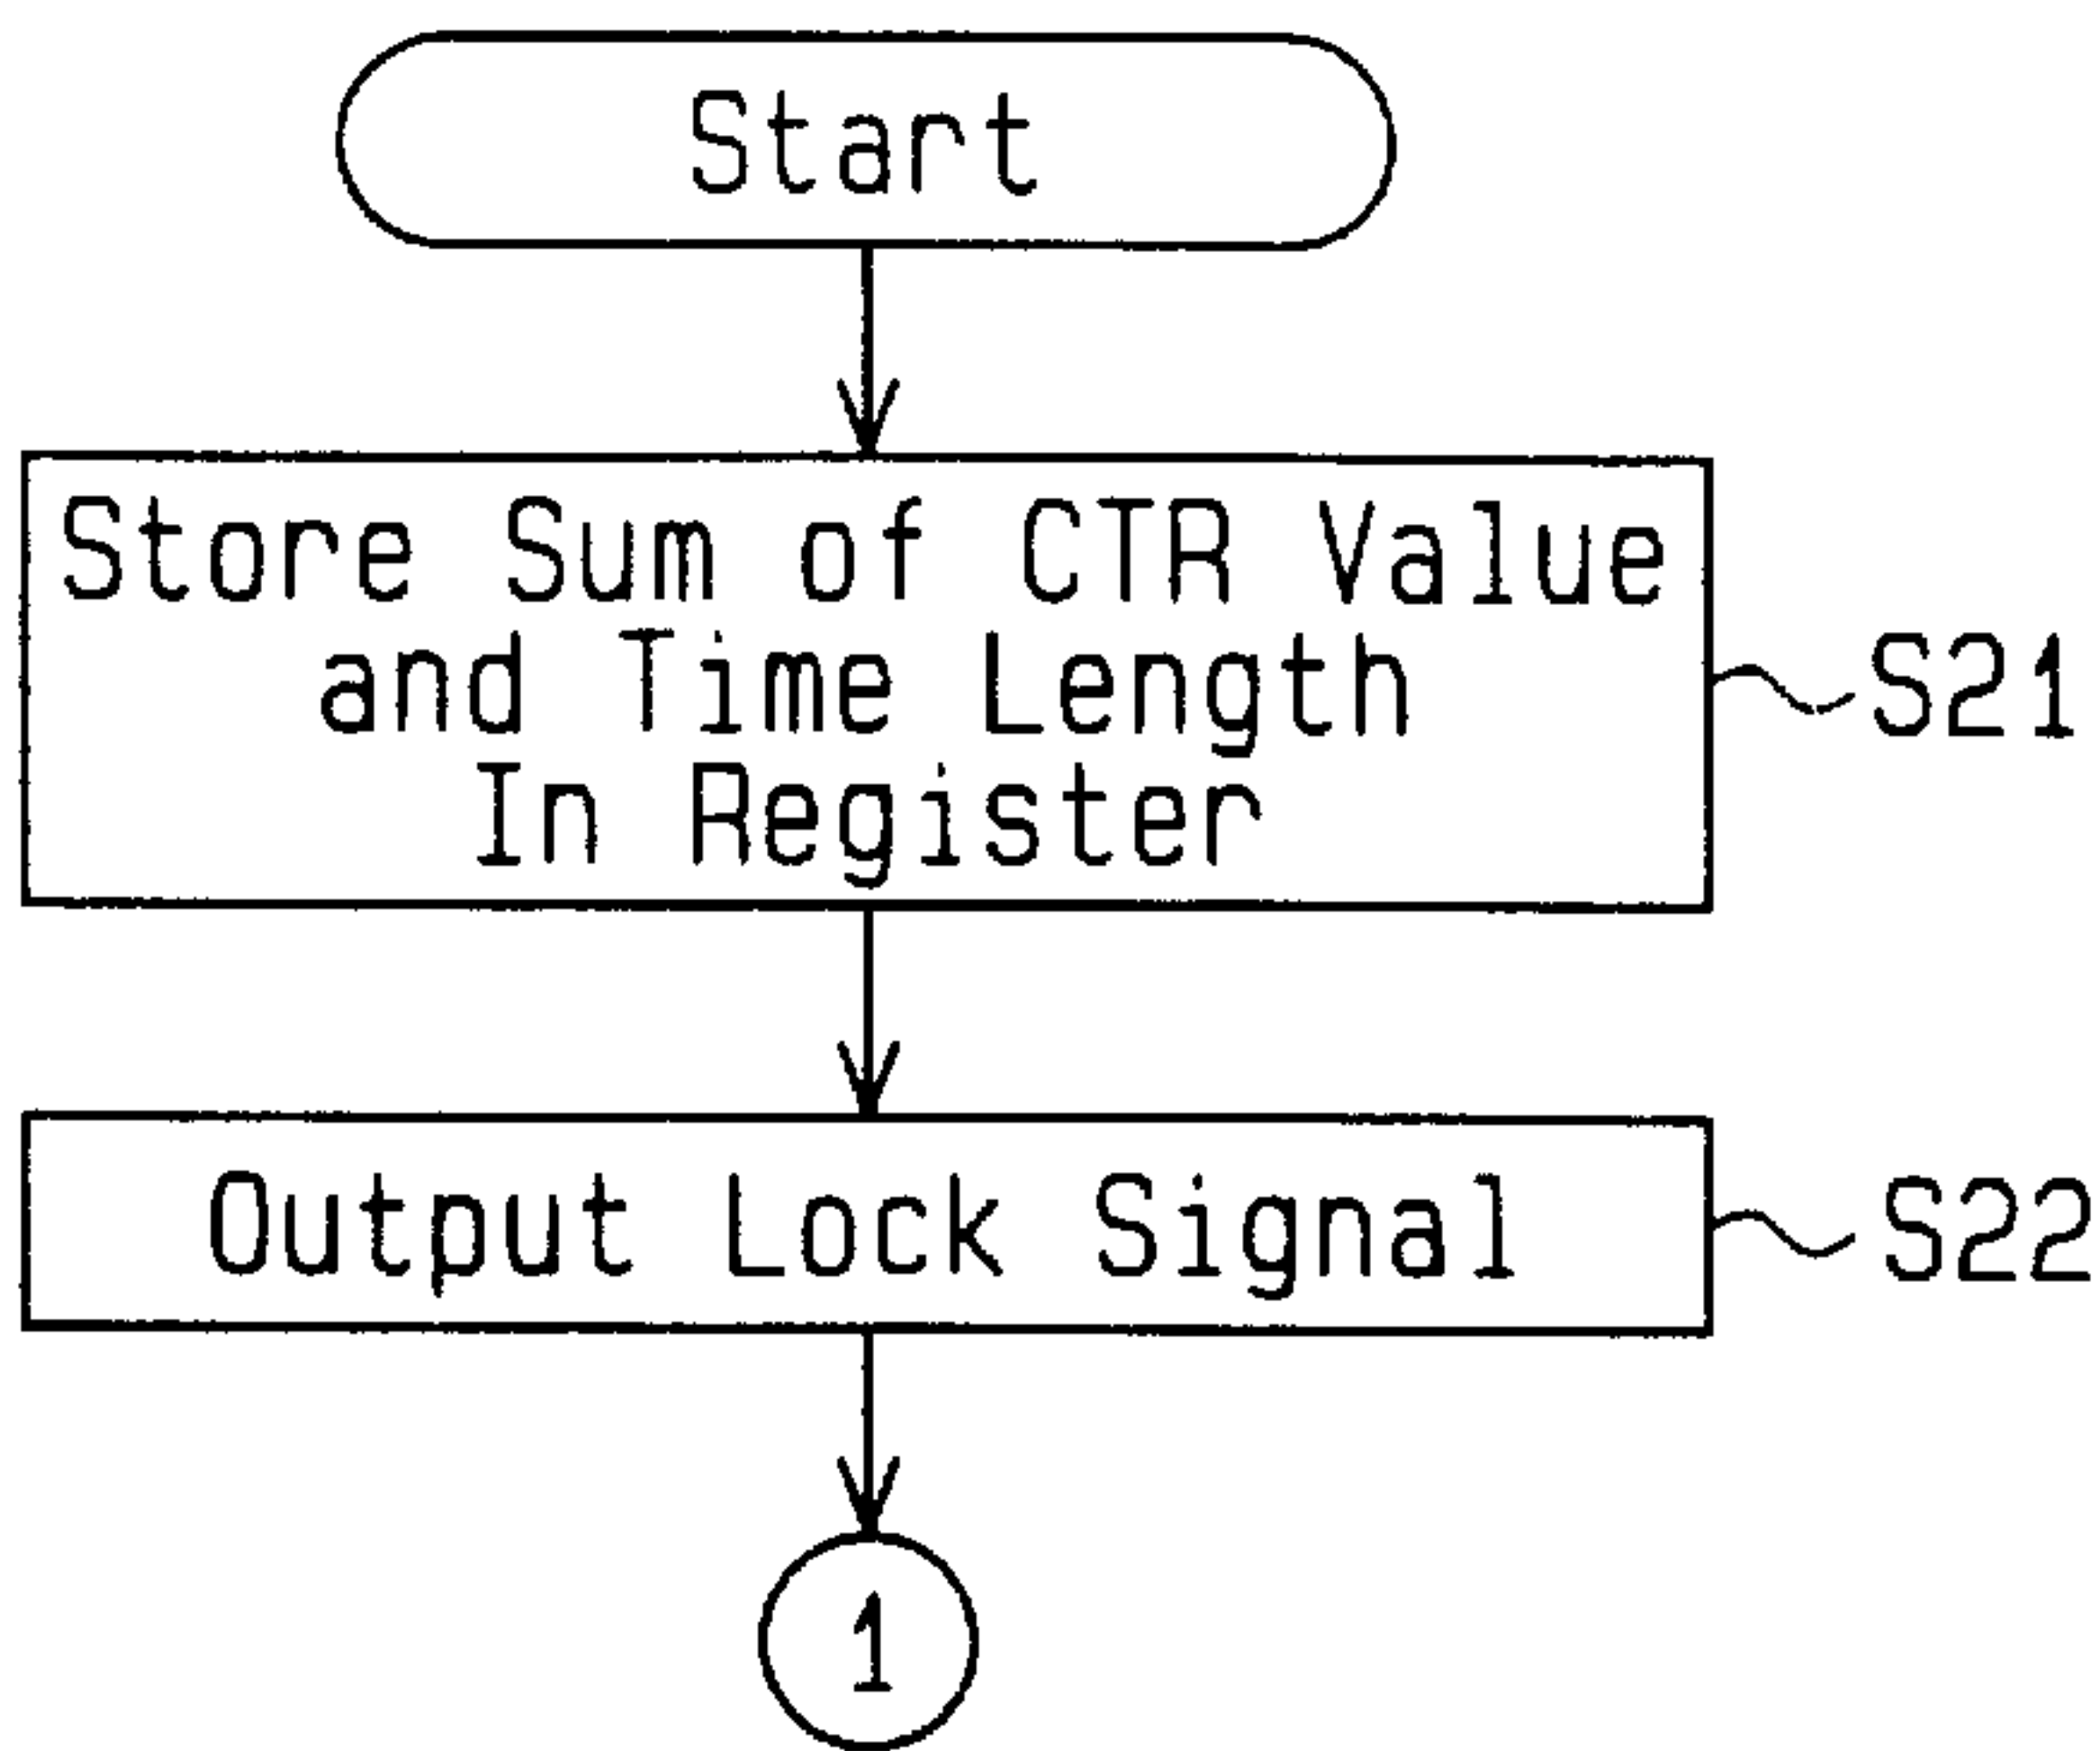 Start
Store Sum of CTR Value
and Time Length
In Register
S21
Output Lock Signal
S22
1